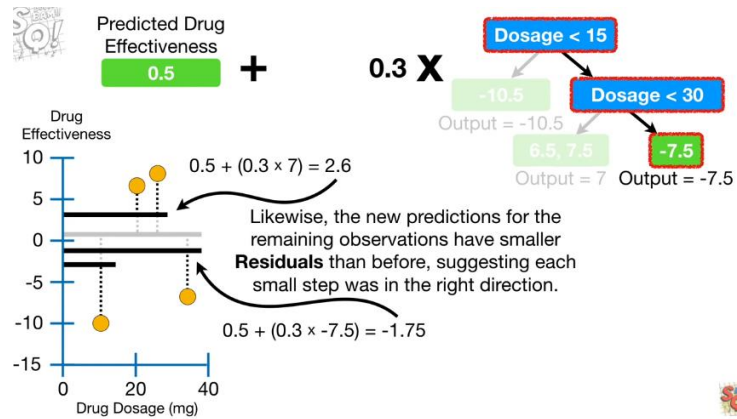 Predicted Drug
Effectiveness
0.5
+
0.3 X
Dosage < 15
-10.5
Dosage < 30
Output = -10.5
6.5, 7.5
-7.5
Output = 7
Output = -7.5
Drug
Effectiveness
10
5
0
-5
-10
-15
0
20
40
Drug Dosage (mg)
0.5 + (0.3 x 7) = 2.6
Likewise, the new predictions for the
remaining observations have smaller
Residuals than before, suggesting each
small step was in the right direction.
0.5 + (0.3 x -7.5) = -1.75